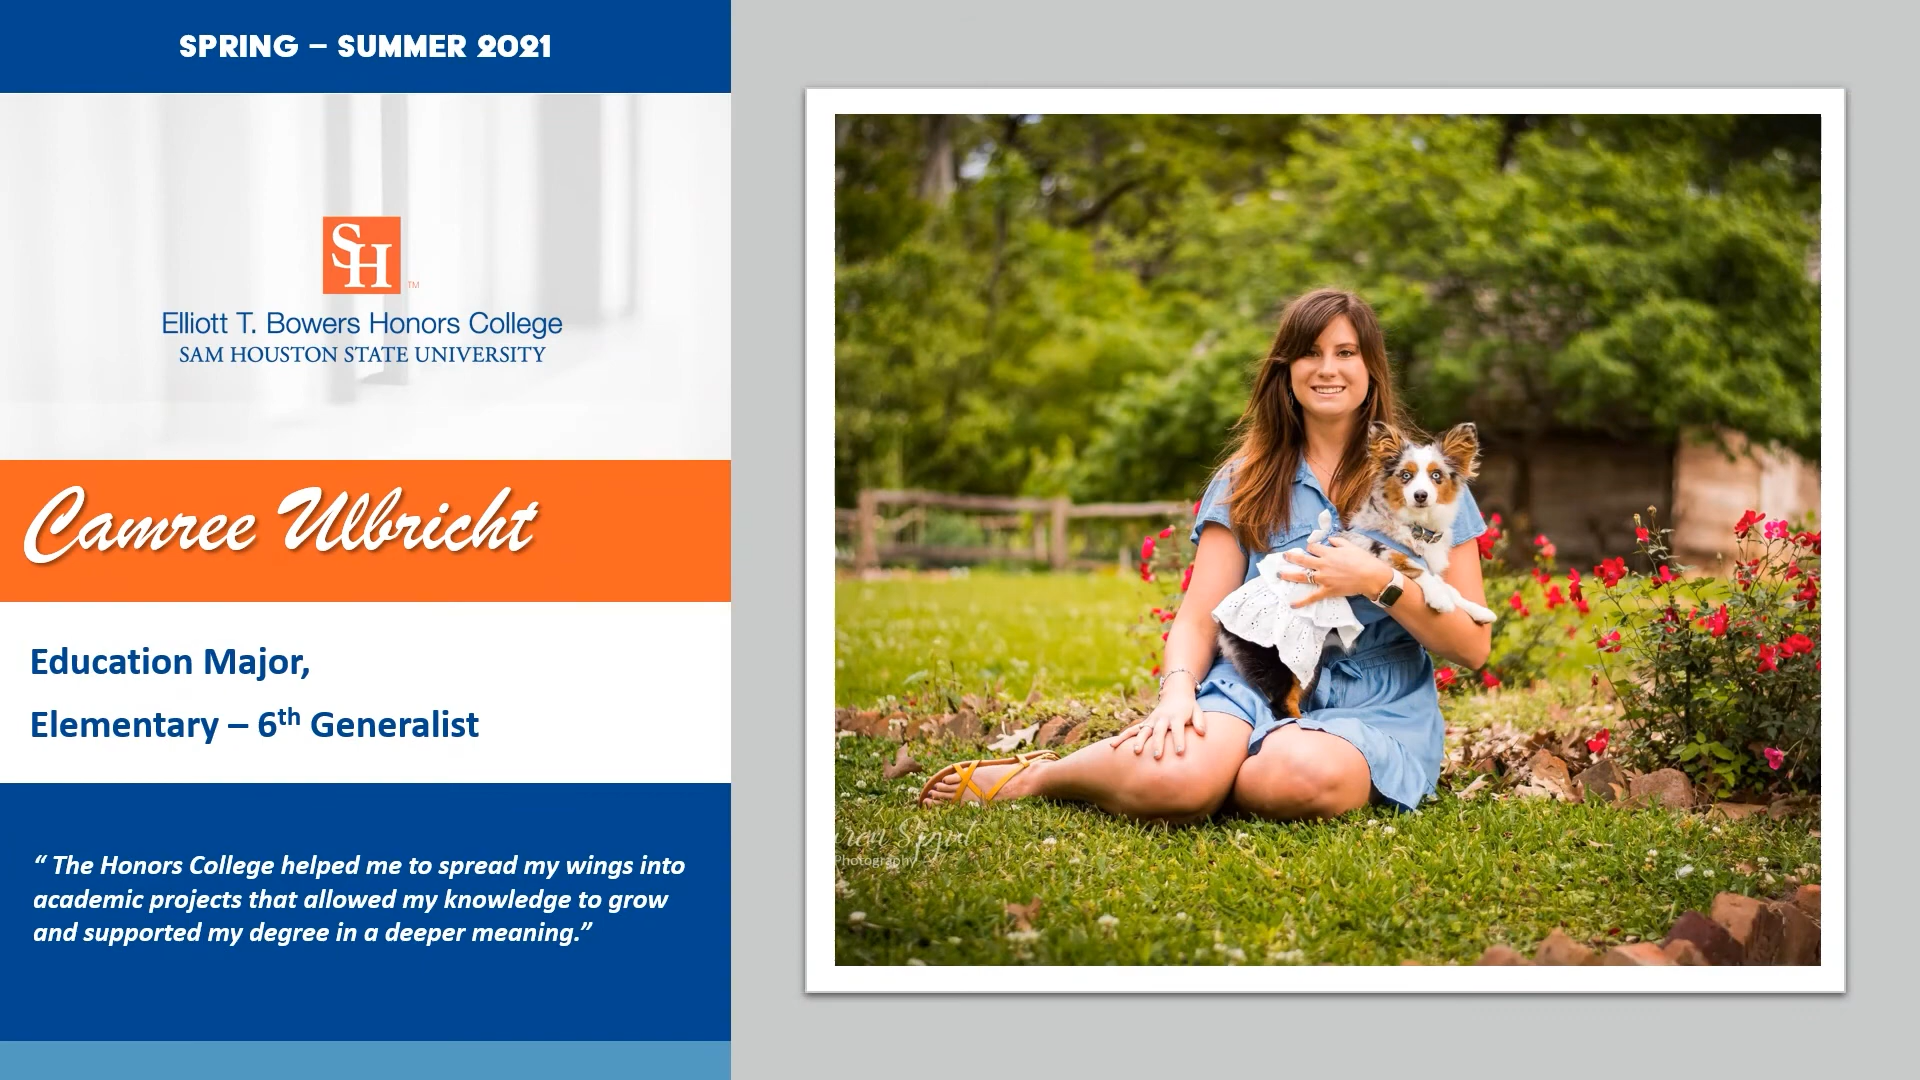 SPRING – SUMMER 2021
SH™
Elliott T. Bowers Honors College
SAM HOUSTON STATE UNIVERSITY
Camree Ulbricht
Education Major,
Elementary – 6th Generalist
“ The Honors College helped me to spread my wings into
academic projects that allowed my knowledge to grow
and supported my degree in a deeper meaning.”
Photography